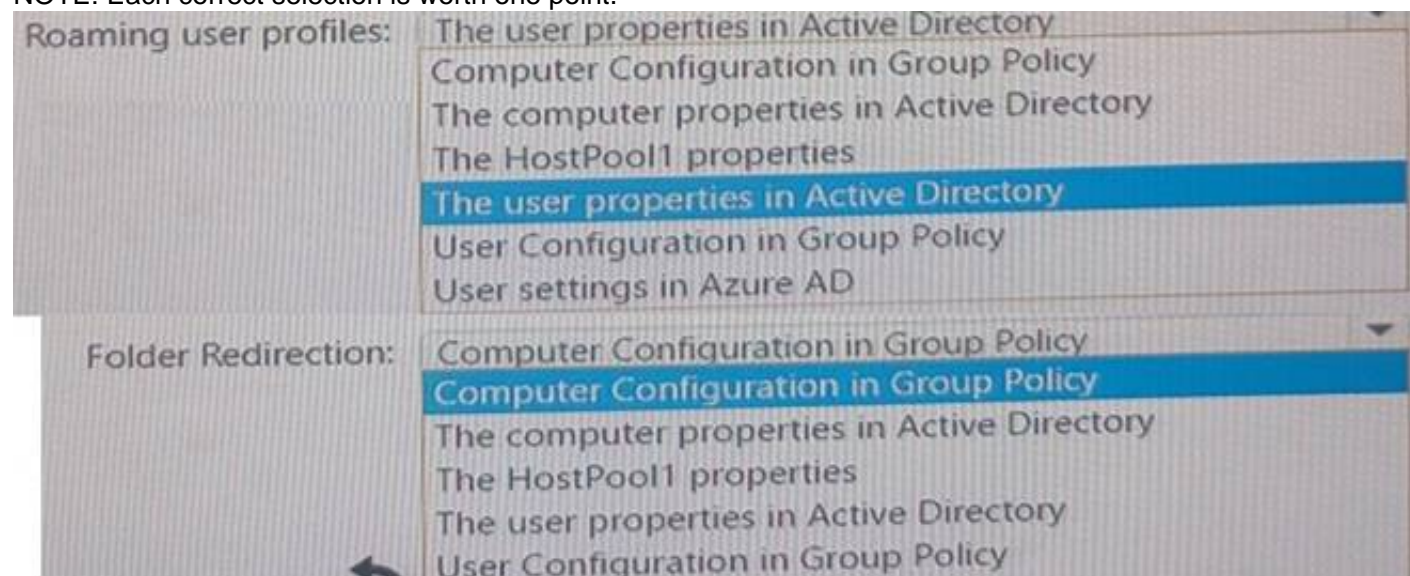 NOTE: Each correct selection is worth one point.
Roaming user profiles: The user properties in Active Directory
Computer Configuration in Group Policy
The computer properties in Active Directory
The HostPool1 properties
The user properties in Active Directory
User Configuration in Group Policy
User settings in Azure AD
Folder Redirection: Computer Configuration in Group Policy
Computer Configuration in Group Policy
The computer properties in Active Directory
The HostPool1 properties
The user properties in Active Directory
User Configuration in Group Policy